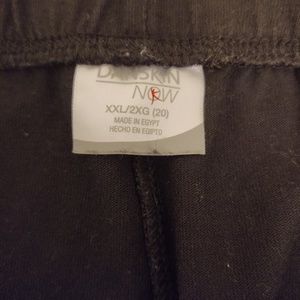 DANSKIN
NOW
XXL/2XG (20)
MADE IN EGYPT
HECHO EN EGIPTO